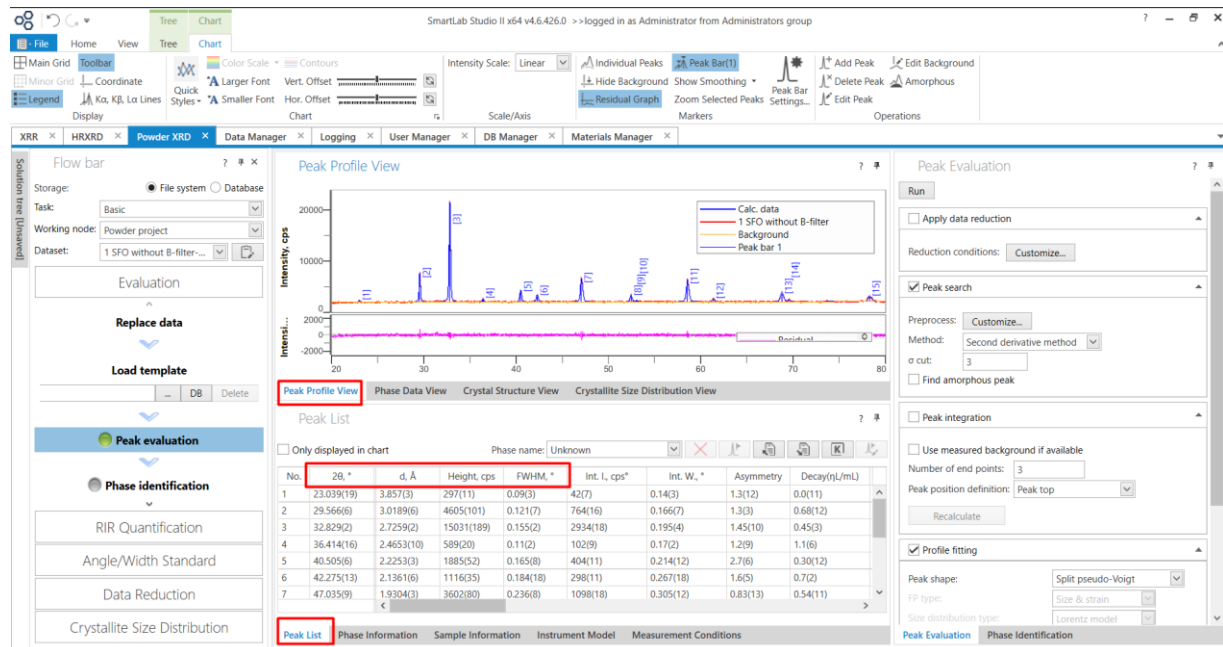 Tree Chart SmartLab Studio II x64 v4.6.426.0 >>logged in as Administrator from Administrators group ?
File Home View Tree Chart
Main Grid Toolbar Color Scale Contours Intensity Scale: Linear Individual Peaks Peak Bar(1) Add Peak Edit Background
Minor Grid Coordinate Larger Font Vert. Offset Hide Background Show Smoothing Delete Peak Amorphous
Legend Kα, Kβ, Lα Lines Quick Styles Smaller Font Hor. Offset Residual Graph Zoom Selected Peaks Peak Bar Settings... Edit Peak
Display Chart Scale/Axis Markers Operations
XRR HRXRD Powder XRD Data Manager Logging User Manager DB Manager Materials Manager
Solution tree [Unsaved]
Flow bar ?
Storage: File system Database
Task: Basic
Working node: Powder project
Dataset: 1 SFO without B-filter-...
Evaluation
Replace data
Load template
... DB Delete
Peak evaluation
Phase identification
RIR Quantification
Angle/Width Standard
Data Reduction
Crystallite Size Distribution
Peak Profile View ?
Intensity, cps
20000
10000
0
[1] [2] [3] [4] [5] [6] [7] [8][9][10] [11] [12] [13][14] [15]
Calc. data
1 SFO without B-filter
Background
Peak bar 1
Intensi...
2000
0
-2000
Residual
20 30 40 50 60 70 80
Peak Profile View Phase Data View Crystal Structure View Crystallite Size Distribution View
Peak List ?
Only displayed in chart Phase name: Unknown
No. 2θ, ° d, Å Height, cps FWHM, ° Int. I., cps° Int. W., ° Asymmetry Decay(ηL/mL)
1 23.039(19) 3.857(3) 297(11) 0.09(3) 42(7) 0.14(3) 1.3(12) 0.0(11)
2 29.566(6) 3.0189(6) 4605(101) 0.121(7) 764(16) 0.166(7) 1.3(3) 0.68(12)
3 32.829(2) 2.7259(2) 15031(189) 0.155(2) 2934(18) 0.195(4) 1.45(10) 0.45(3)
4 36.414(16) 2.4653(10) 589(20) 0.11(2) 102(9) 0.17(2) 1.2(9) 1.1(6)
5 40.505(6) 2.2253(3) 1885(52) 0.165(8) 404(11) 0.214(12) 2.7(6) 0.30(12)
6 42.275(13) 2.1361(6) 1116(35) 0.184(18) 298(11) 0.267(18) 1.6(5) 0.7(2)
7 47.035(9) 1.9304(3) 3602(80) 0.236(8) 1098(18) 0.305(12) 0.83(13) 0.54(11)
Peak List Phase Information Sample Information Instrument Model Measurement Conditions
Peak Evaluation ?
Run
Apply data reduction
Reduction conditions: Customize...
Peak search
Preprocess: Customize...
Method: Second derivative method
σ cut: 3
Find amorphous peak
Peak integration
Use measured background if available
Number of end points: 3
Peak position definition: Peak top
Recalculate
Profile fitting
Peak shape: Split pseudo-Voigt
FP type: Size & strain
Size distribution type: Lorentz model
Peak Evaluation Phase Identification